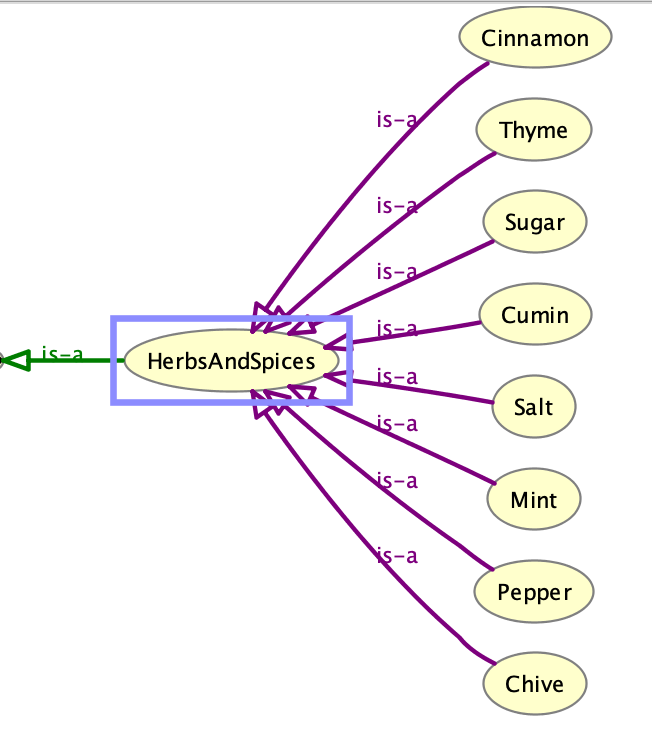 Cinnamon
is-a
Thyme
is-a
Sugar
is-a
Cumin
is-a
is-a
HerbsAndSpices
is-a
Salt
is-a
Mint
is-a
Pepper
is-a
Chive